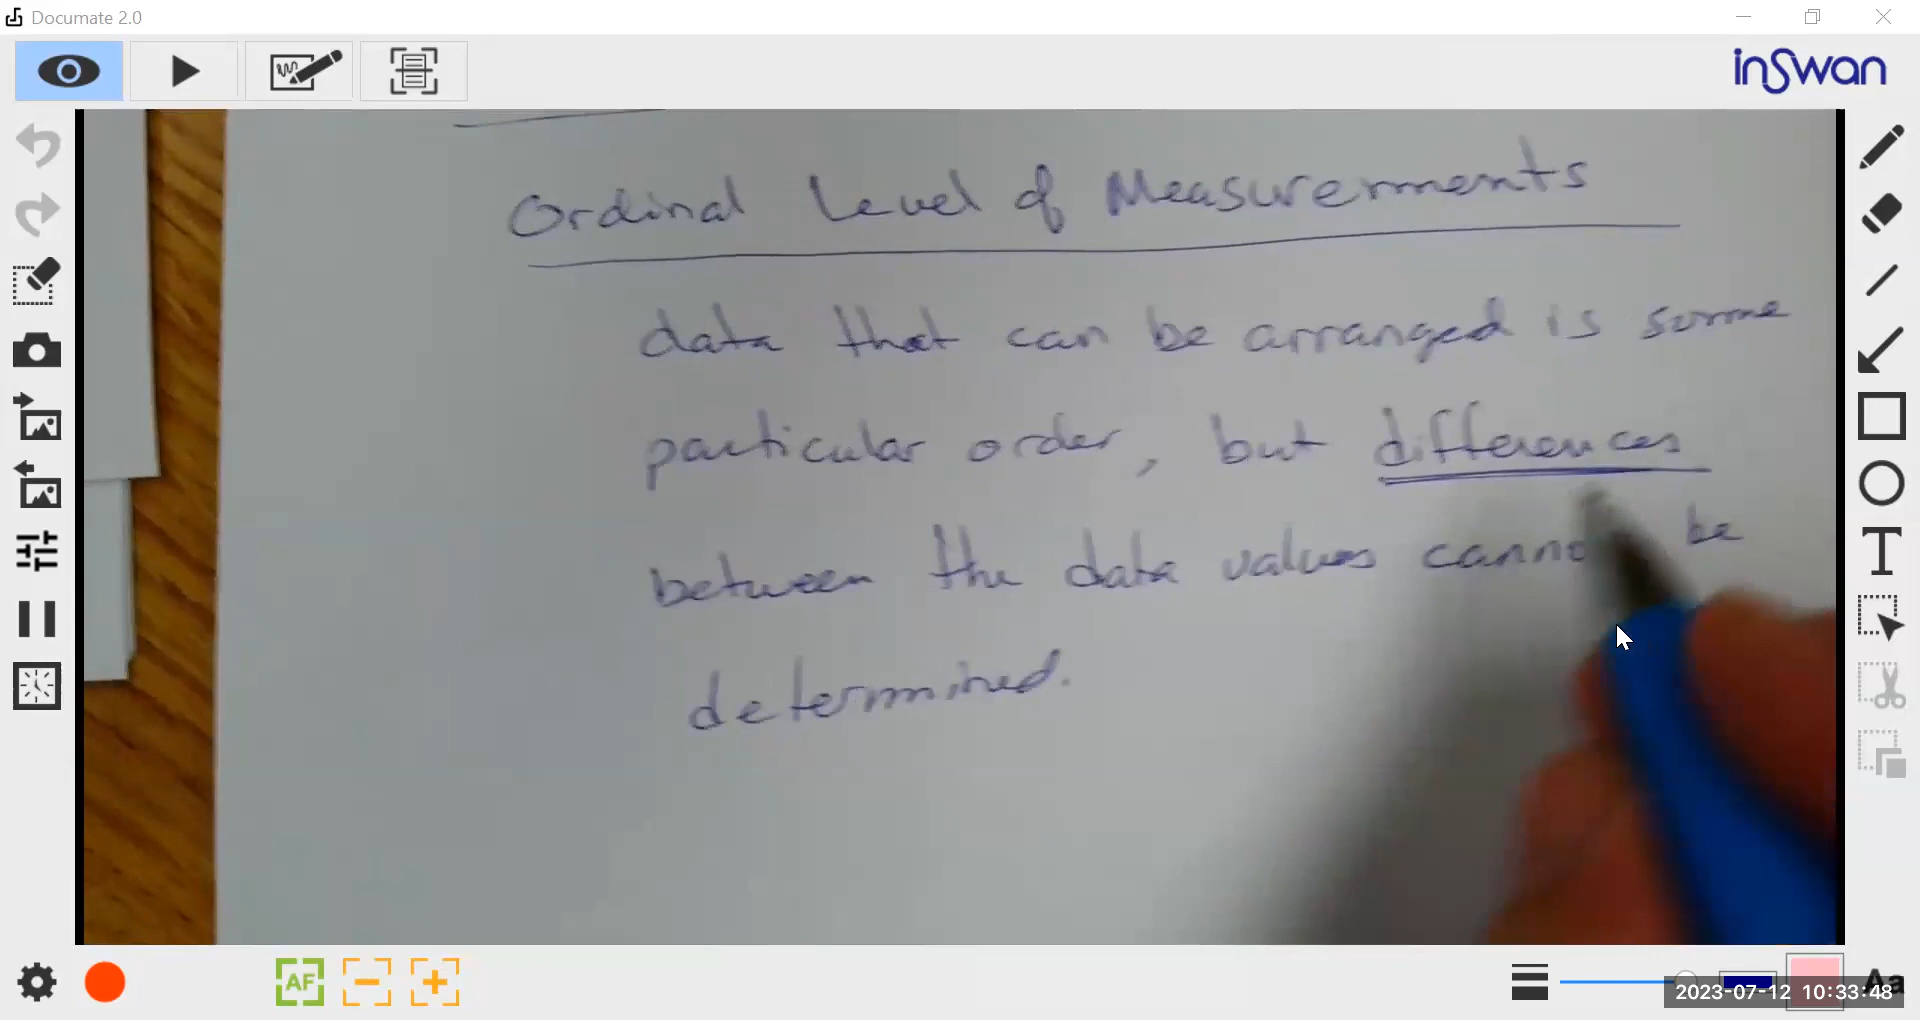 Documate 2.0
inSwan
Ordinal Level of Measurements
data that can be arranged is some
particular order, but differences
between the data values cannot be
determined.
AF
T
Aa
2023-07-12 10:33:48